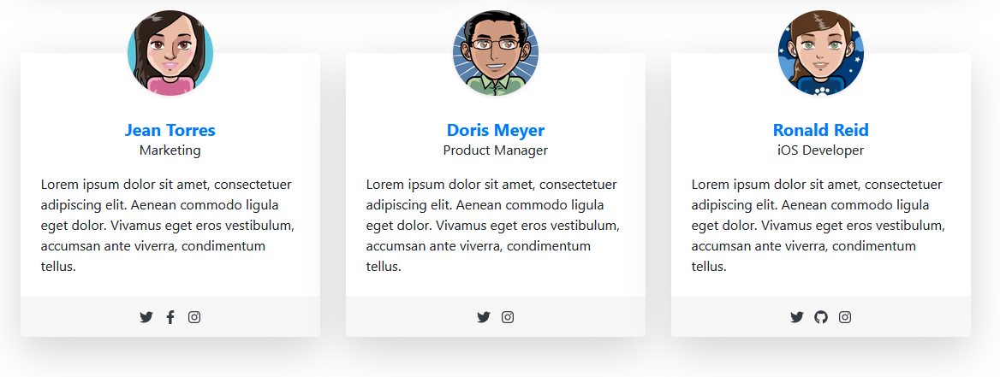 Jean Torres
Marketing
Lorem ipsum dolor sit amet, consectetuer
adipiscing elit. Aenean commodo ligula
eget dolor. Vivamus eget eros vestibulum,
accumsan ante viverra, condimentum
tellus.
Doris Meyer
Product Manager
Lorem ipsum dolor sit amet, consectetuer
adipiscing elit. Aenean commodo ligula
eget dolor. Vivamus eget eros vestibulum,
accumsan ante viverra, condimentum
tellus.
Ronald Reid
iOS Developer
Lorem ipsum dolor sit amet, consectetuer
adipiscing elit. Aenean commodo ligula
eget dolor. Vivamus eget eros vestibulum,
accumsan ante viverra, condimentum
tellus.